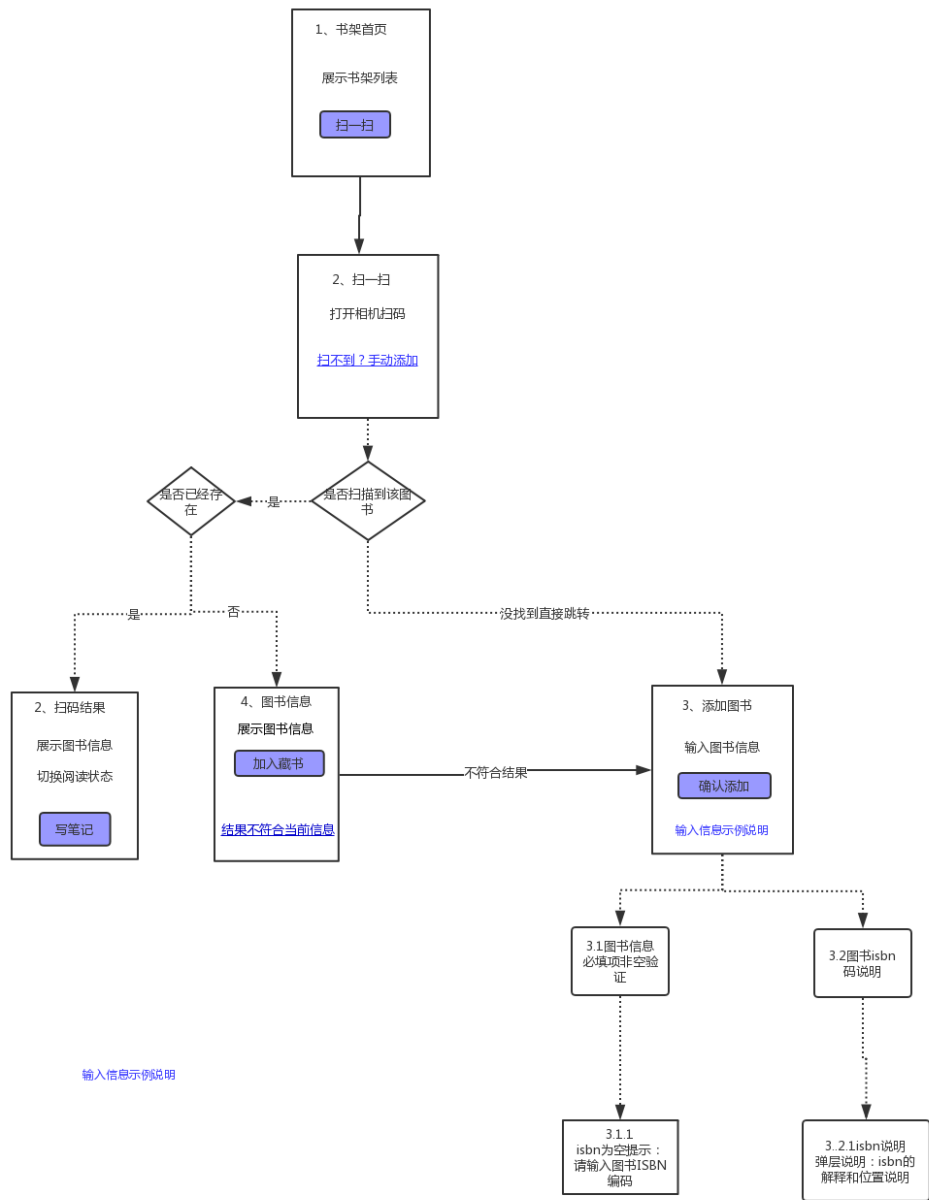 1、书架首页
展示书架列表
扫一扫
2、扫一扫
打开相机扫码
扫不到？手动添加
是否已经存
在
是
是否扫描到该图
书
是
否
没找到直接跳转
2、扫码结果
展示图书信息
切换阅读状态
写笔记
4、图书信息
展示图书信息
加入藏书
结果不符合当前信息
不符合结果
3、添加图书
输入图书信息
确认添加
输入信息示例说明
3.1图书信息
必填项非空验
证
3.2图书isbn
码说明
输入信息示例说明
3.1.1
isbn为空提示：
请输入图书ISBN
编码
3..2.1isbn说明
弹层说明：isbn的
解释和位置说明